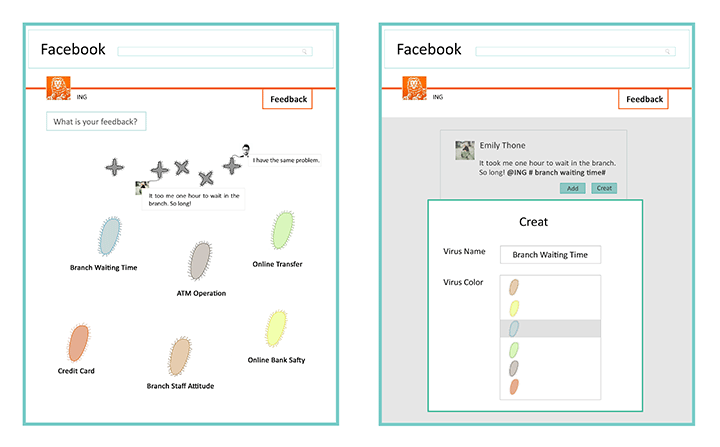 Facebook
ING
Feedback
What is your feedback?
I have the same problem.
It too me one hour to wait in the
branch. So long!
Branch Waiting Time
ATM Operation
Online Transfer
Credit Card
Branch Staff Attitude
Online Bank Safty
Facebook
ING
Feedback
Emily Thone
It took me one hour to wait in the branch.
So long! @ING # branch waiting time#
Add
Creat
Creat
Virus Name
Branch Waiting Time
Virus Color